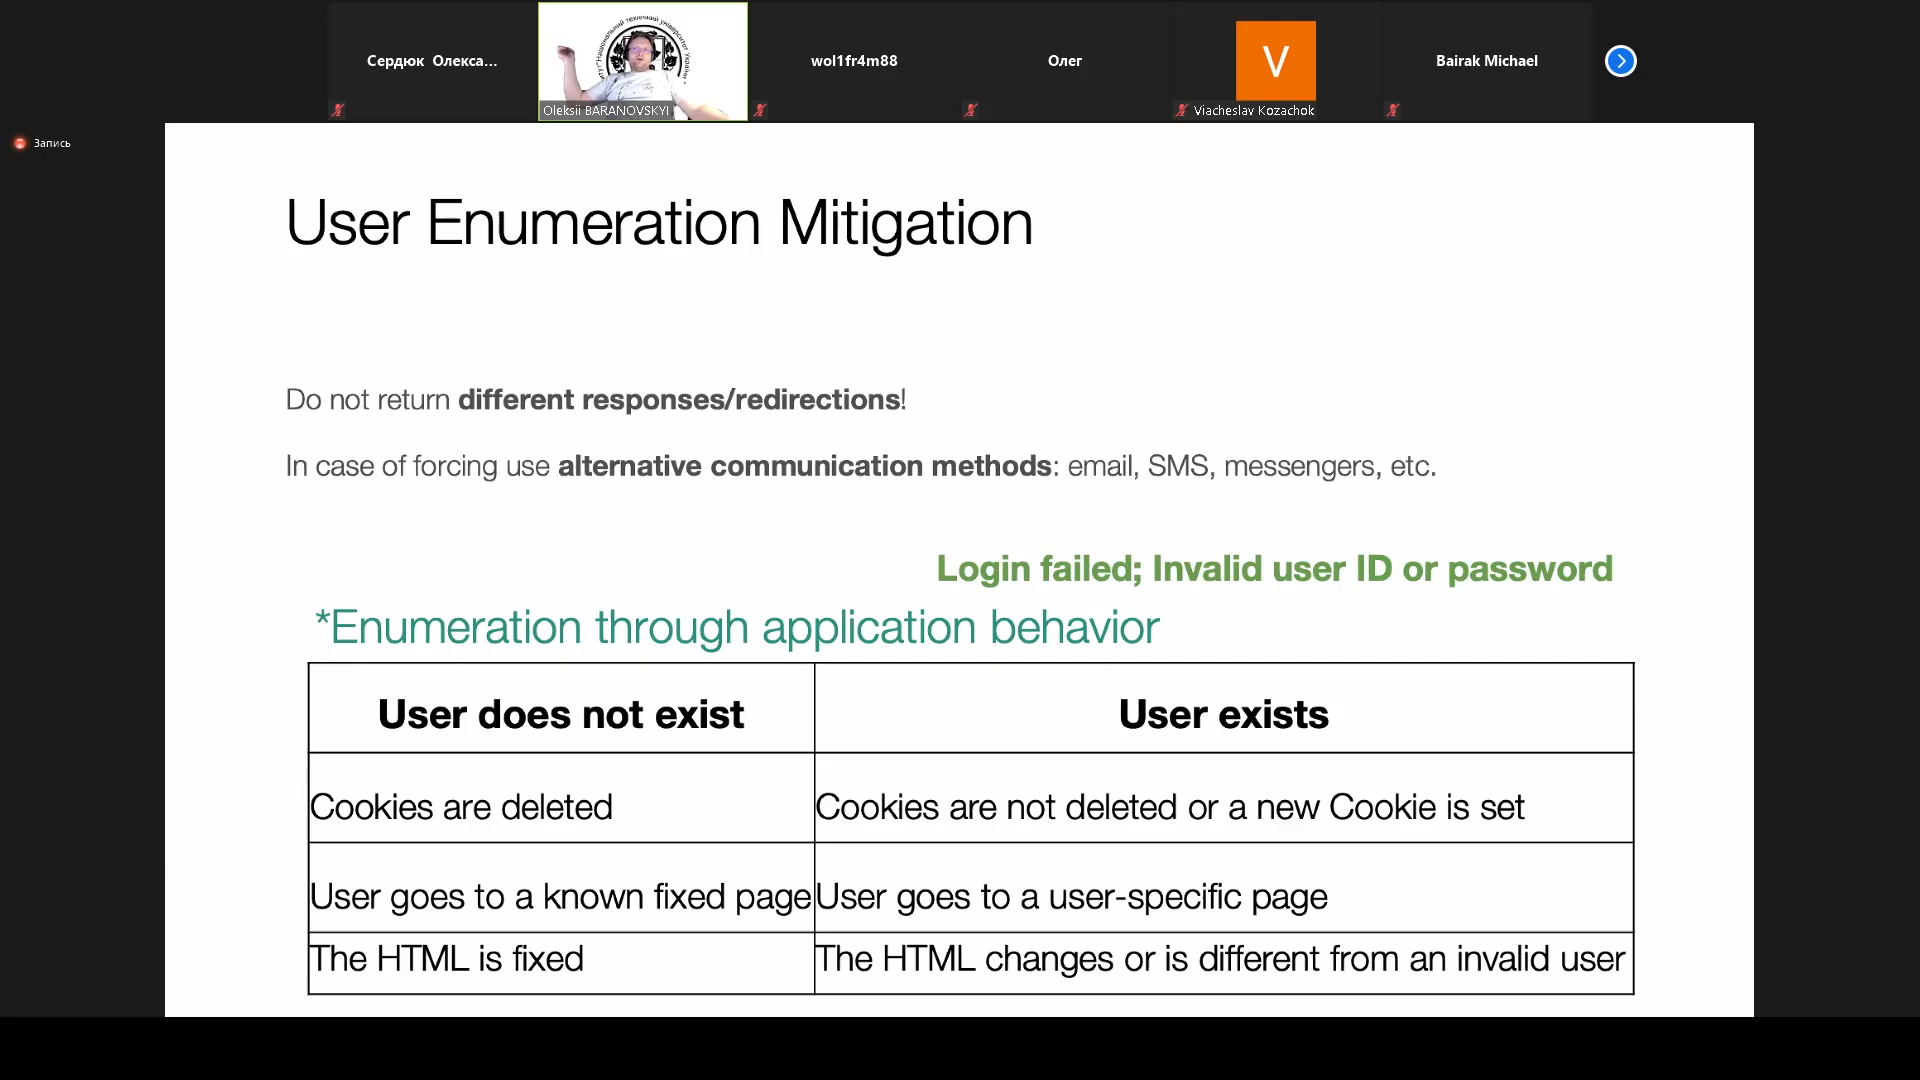 Сердюк Олекса...
Національний технічний університет України
Oleksii BARANOVSKYI
wol1fr4m88
Олег
V
Viacheslav Kozachok
Bairak Michael
Запись
User Enumeration Mitigation
Do not return different responses/redirections!
In case of forcing use alternative communication methods: email, SMS, messengers, etc.
Login failed; Invalid user ID or password
*Enumeration through application behavior
User does not exist
User exists
Cookies are deleted
Cookies are not deleted or a new Cookie is set
User goes to a known fixed page
User goes to a user-specific page
The HTML is fixed
The HTML changes or is different from an invalid user